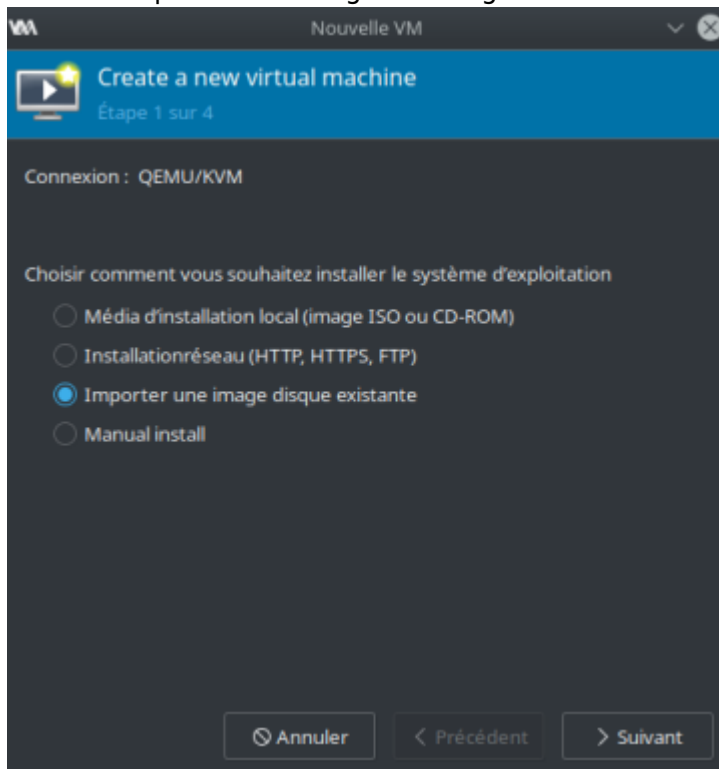 Nouvelle VM
Create a new virtual machine
Étape 1 sur 4
Connexion : QEMU/KVM
Choisir comment vous souhaitez installer le système d'exploitation
Média d'installation local (image ISO ou CD-ROM)
Installationréseau (HTTP, HTTPS, FTP)
Importer une image disque existante
Manual install
Annuler
Précédent
Suivant